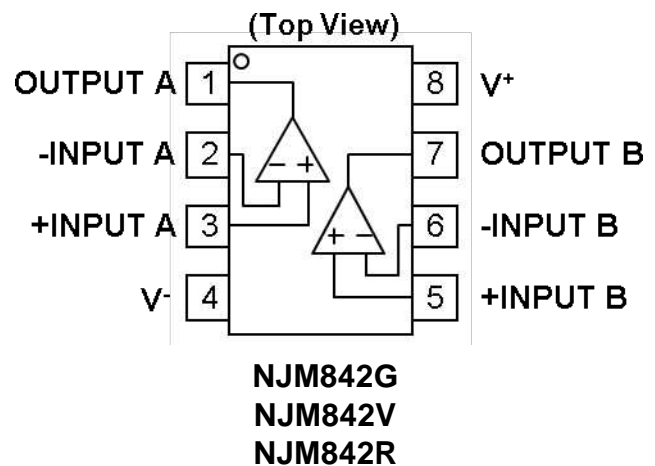 (Top View)
OUTPUT A 1 8 V+
-INPUT A 2 7 OUTPUT B
- +
+INPUT A 3 6 -INPUT B
+ -
V- 4 5 +INPUT B
NJM842G
NJM842V
NJM842R